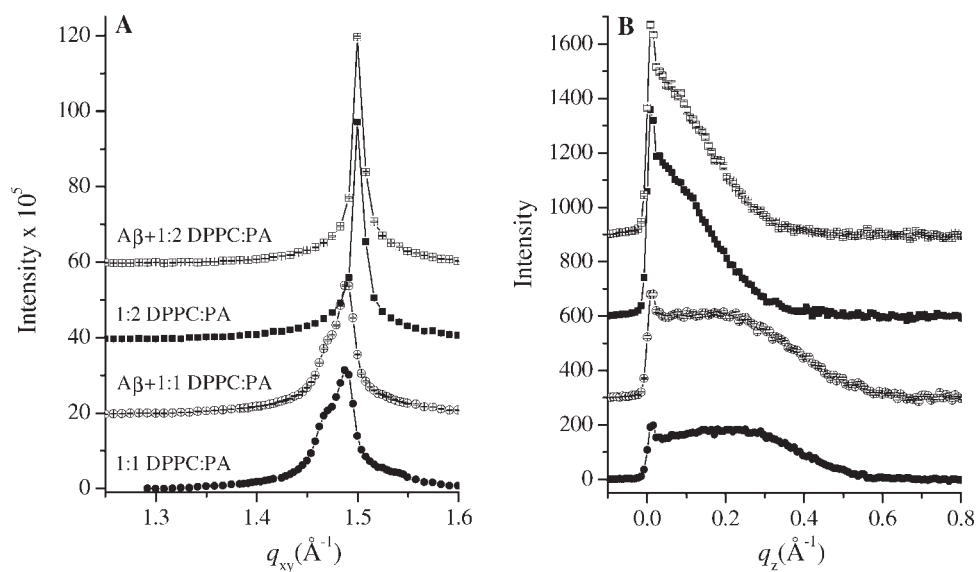 A
120
100
80
60
40
20
0
Intensity x 10⁵
Aβ+1:2 DPPC:PA
1:2 DPPC:PA
Aβ+1:1 DPPC:PA
1:1 DPPC:PA
1.3 1.4 1.5 1.6
q_xy(Å⁻¹)
B
1600
1400
1200
1000
800
600
400
200
0
Intensity
0.0 0.2 0.4 0.6 0.8
q_z(Å⁻¹)